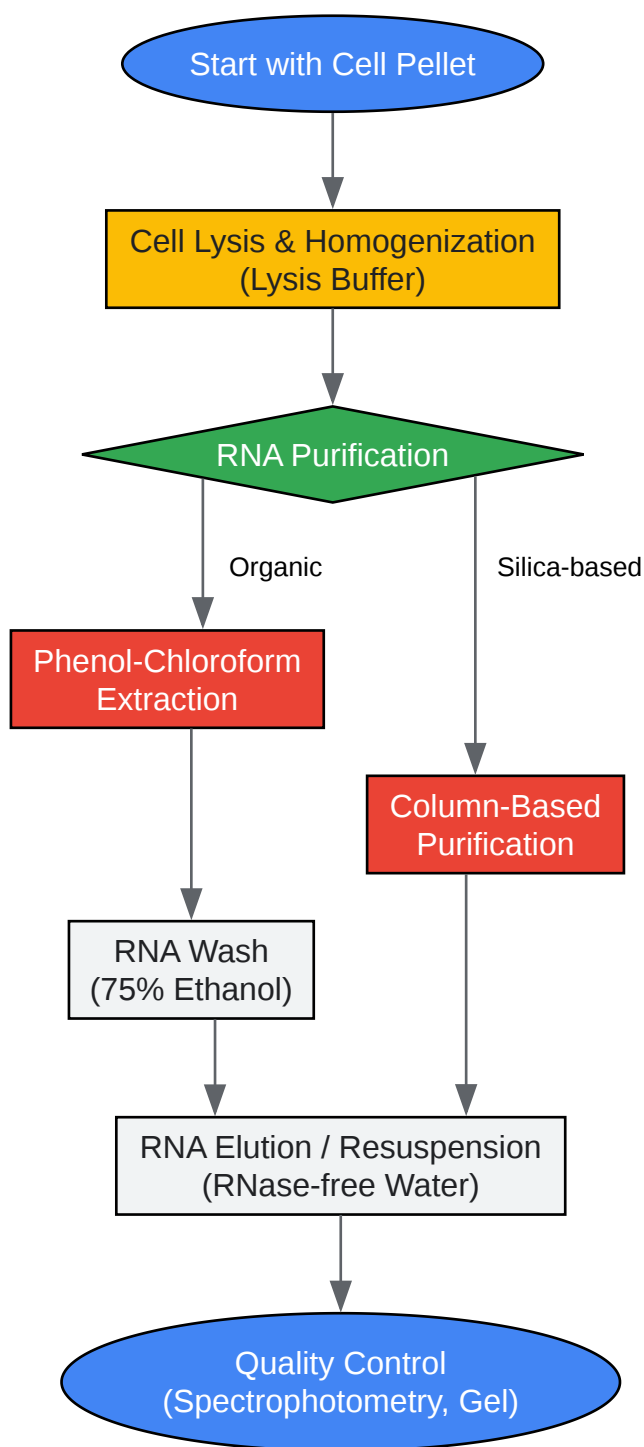 Start with Cell Pellet
Cell Lysis & Homogenization
(Lysis Buffer)
RNA Purification
Organic
Silica-based
Phenol-Chloroform
Extraction
Column-Based
Purification
RNA Wash
(75% Ethanol)
RNA Elution / Resuspension
(RNase-free Water)
Quality Control
(Spectrophotometry, Gel)